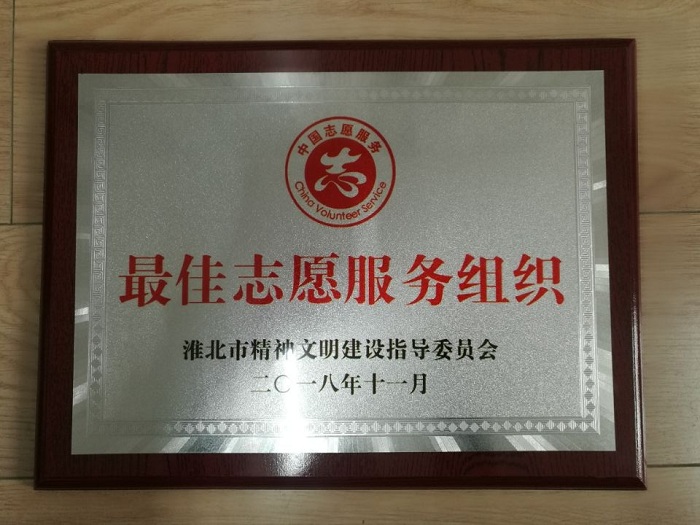 中国志愿服务
China Volunteer Service
最佳志愿服务组织
淮北市精神文明建设指导委员会
二〇一八年十一月